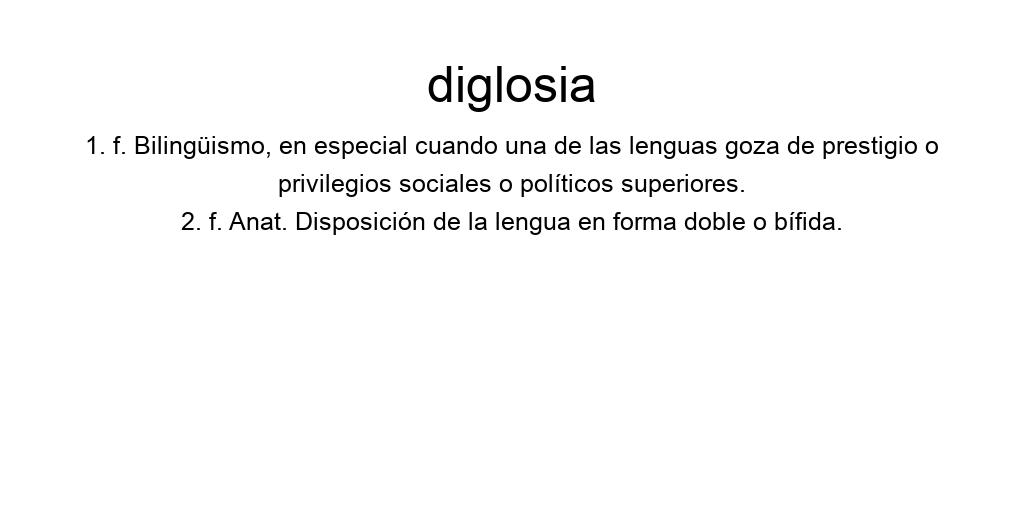 diglosia
1. f. Bilingüismo, en especial cuando una de las lenguas goza de prestigio o
privilegios sociales o políticos superiores.
2. f. Anat. Disposición de la lengua en forma doble o bífida.